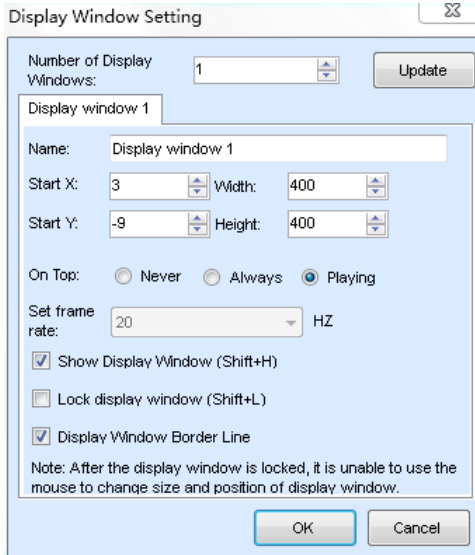 Display Window Setting
Number of Display Windows: 1 Update
Display window 1
Name: Display window 1
Start X: 3 Width: 400
Start Y: -9 Height: 400
On Top: Never Always Playing
Set frame rate: 20 HZ
Show Display Window (Shift+H)
Lock display window (Shift+L)
Display Window Border Line
Note: After the display window is locked, it is unable to use the
mouse to change size and position of display window.
OK Cancel